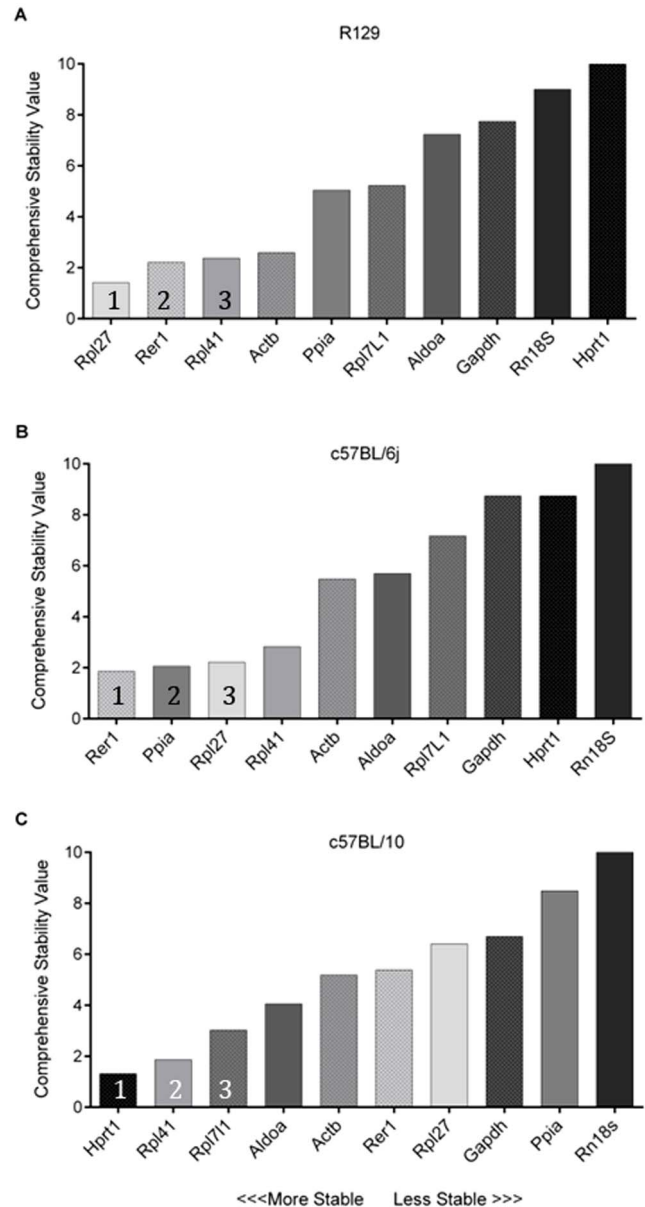 A
R129
Comprehensive Stability Value
10
8
6
4
2
0
1 2 3
Rpl27 Rer1 Rpl41 Actb Ppia Rpl7L1 Aldoa Gapdh Rn18S Hprt1
B
c57BL/6j
Comprehensive Stability Value
10
8
6
4
2
0
1 2 3
Rer1 Ppia Rpl27 Rpl41 Actb Aldoa Rpl7L1 Gapdh Hprt1 Rn18S
C
c57BL/10
Comprehensive Stability Value
10
8
6
4
2
0
1 2 3
Hprt1 Rpl41 Rpl7l1 Aldoa Actb Rer1 Rpl27 Gapdh Ppia Rn18s
<<<More Stable Less Stable >>>